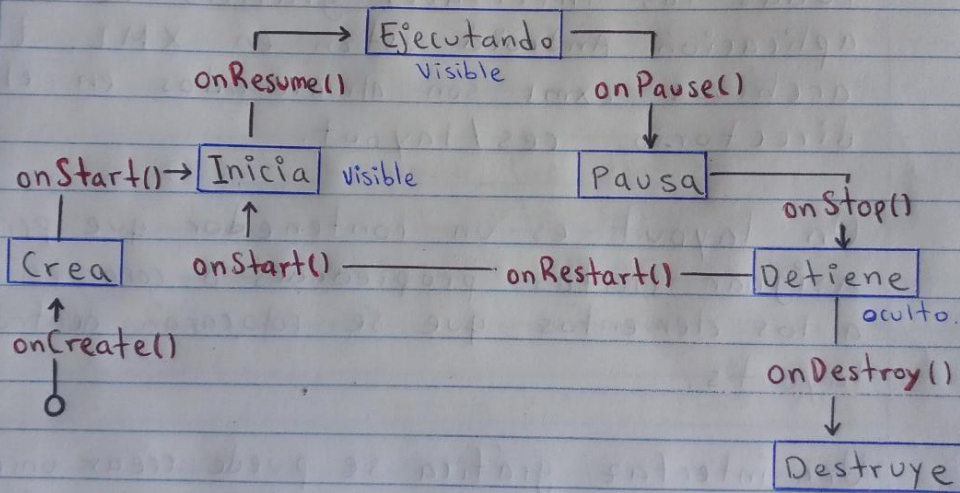 Ejecutando
Visible
onResume()
onPause()
onStart()
Inicia
Visible
Pausa
onStop()
Crea
onStart()
onRestart()
Detiene
oculto.
onCreate()
onDestroy()
Destruye